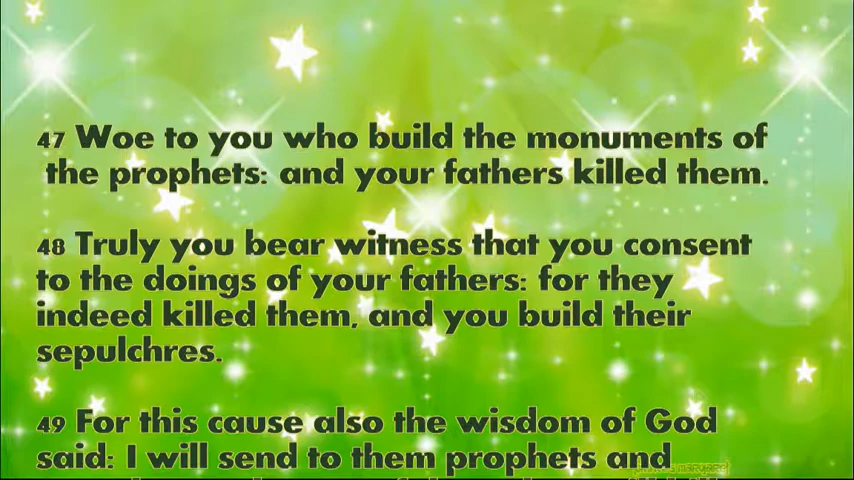 47 Woe to you who build the monuments of
the prophets: and your fathers killed them.
48 Truly you bear witness that you consent
to the doings of your fathers: for they
indeed killed them, and you build their
sepulchres.
49 For this cause also the wisdom of God
said: I will send to them prophets and